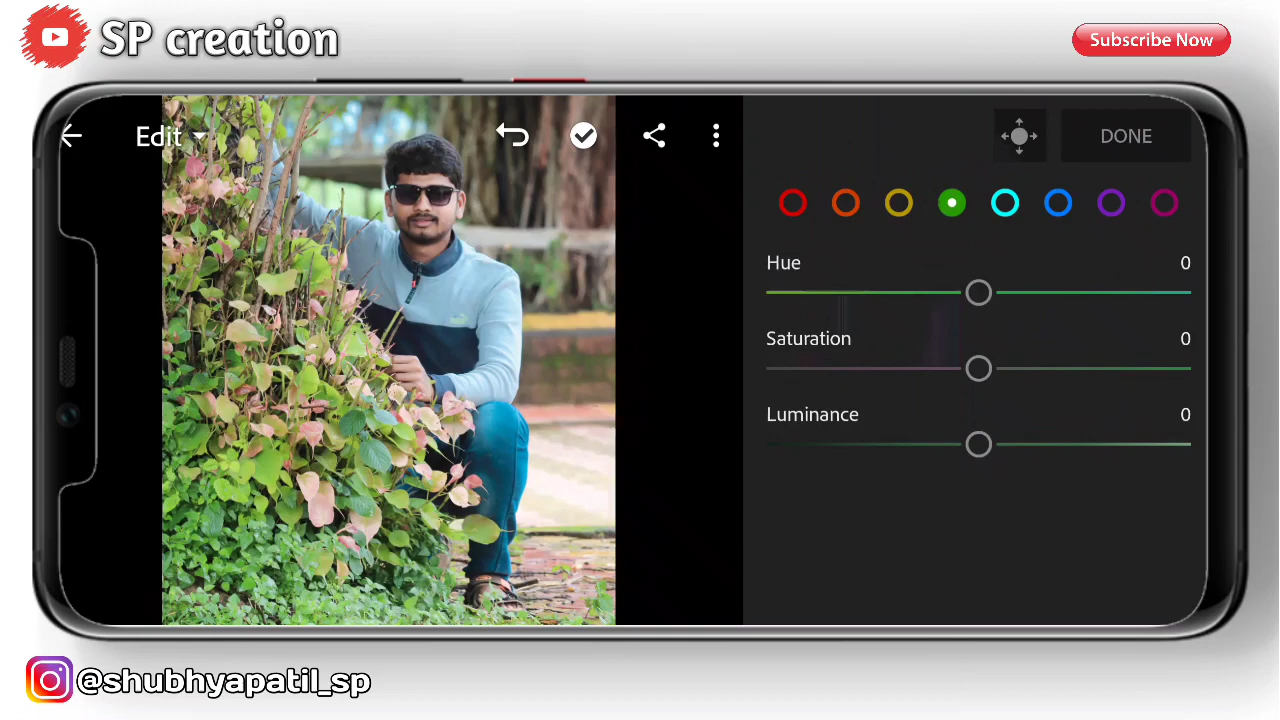 SP creation
Subscribe Now
Edit
DONE
Hue 0
Saturation 0
Luminance 0
@shubhyapatil_sp